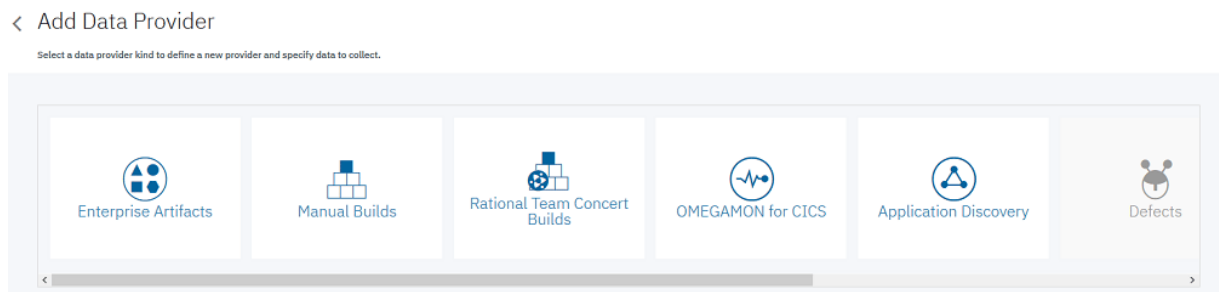 Add Data Provider
Select a data provider kind to define a new provider and specify data to collect.
Enterprise Artifacts
Manual Builds
Rational Team Concert
Builds
OMEGAMON for CICS
Application Discovery
Defects